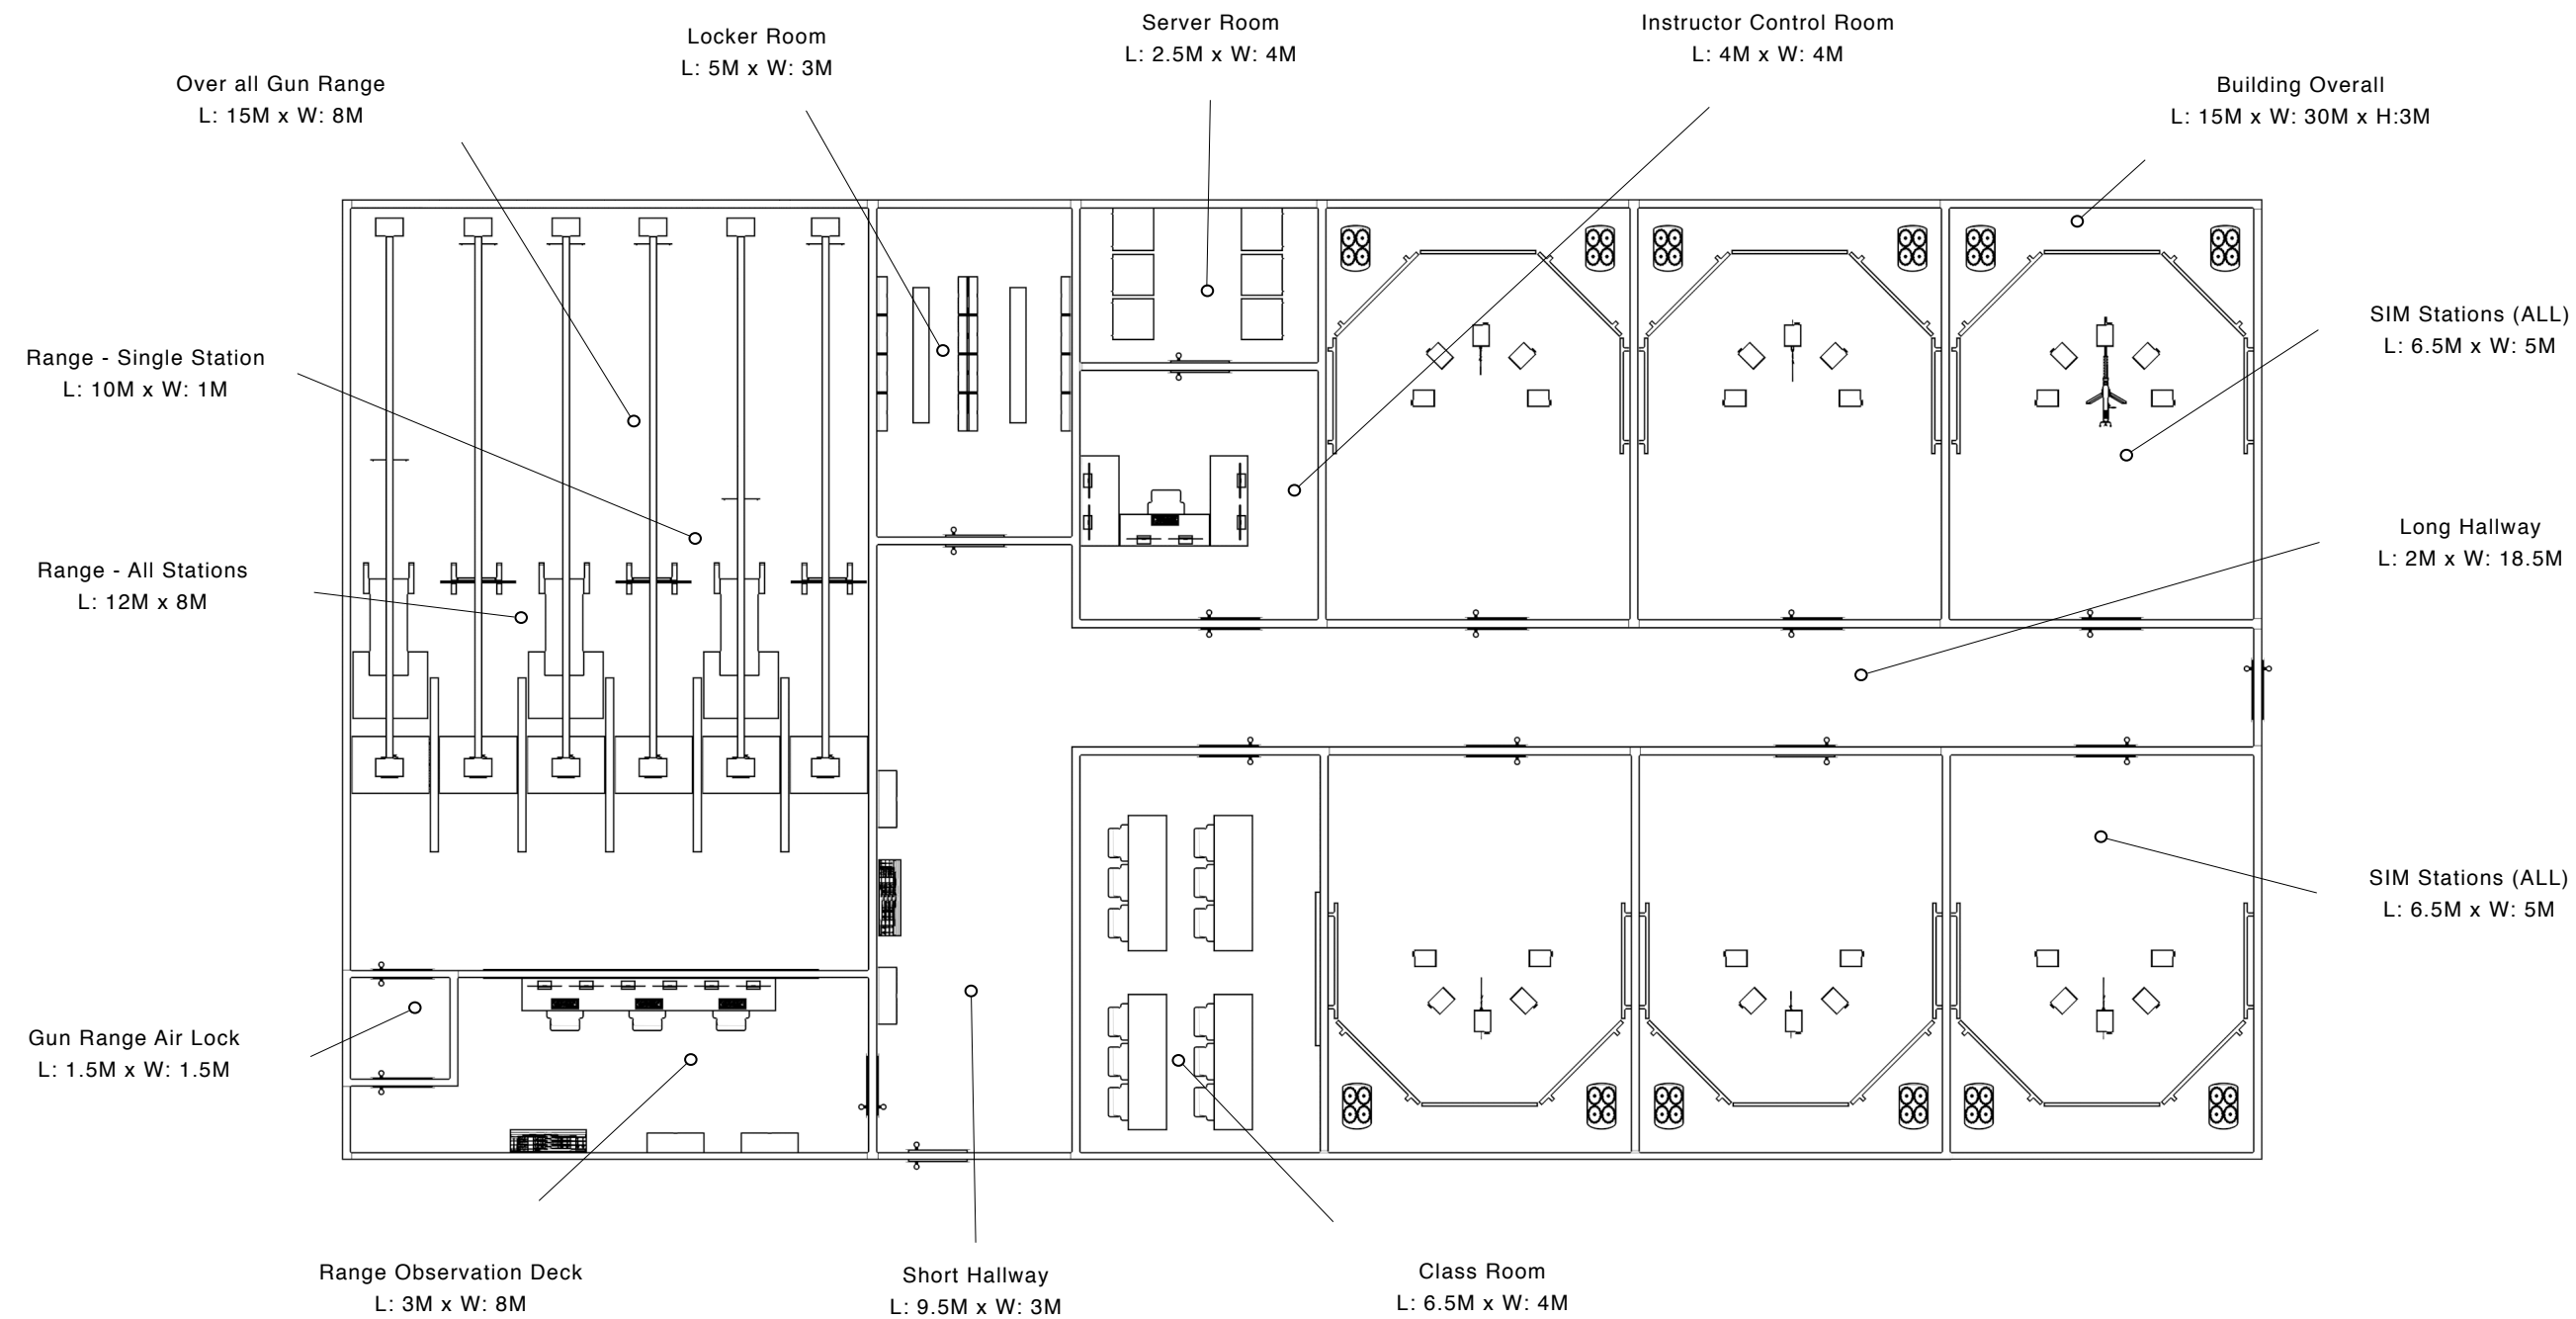 Server Room
L: 2.5M x W: 4M
Instructor Control Room
L: 4M x W: 4M
Locker Room
L: 5M x W: 3M
Over all Gun Range
L: 15M x W: 8M
Building Overall
L: 15M x W: 30M x H:3M
SIM Stations (ALL)
L: 6.5M x W: 5M
Range - Single Station
L: 10M x W: 1M
Long Hallway
L: 2M x W: 18.5M
Range - All Stations
L: 12M x 8M
SIM Stations (ALL)
L: 6.5M x W: 5M
Gun Range Air Lock
L: 1.5M x W: 1.5M
Range Observation Deck
L: 3M x W: 8M
Short Hallway
L: 9.5M x W: 3M
Class Room
L: 6.5M x W: 4M